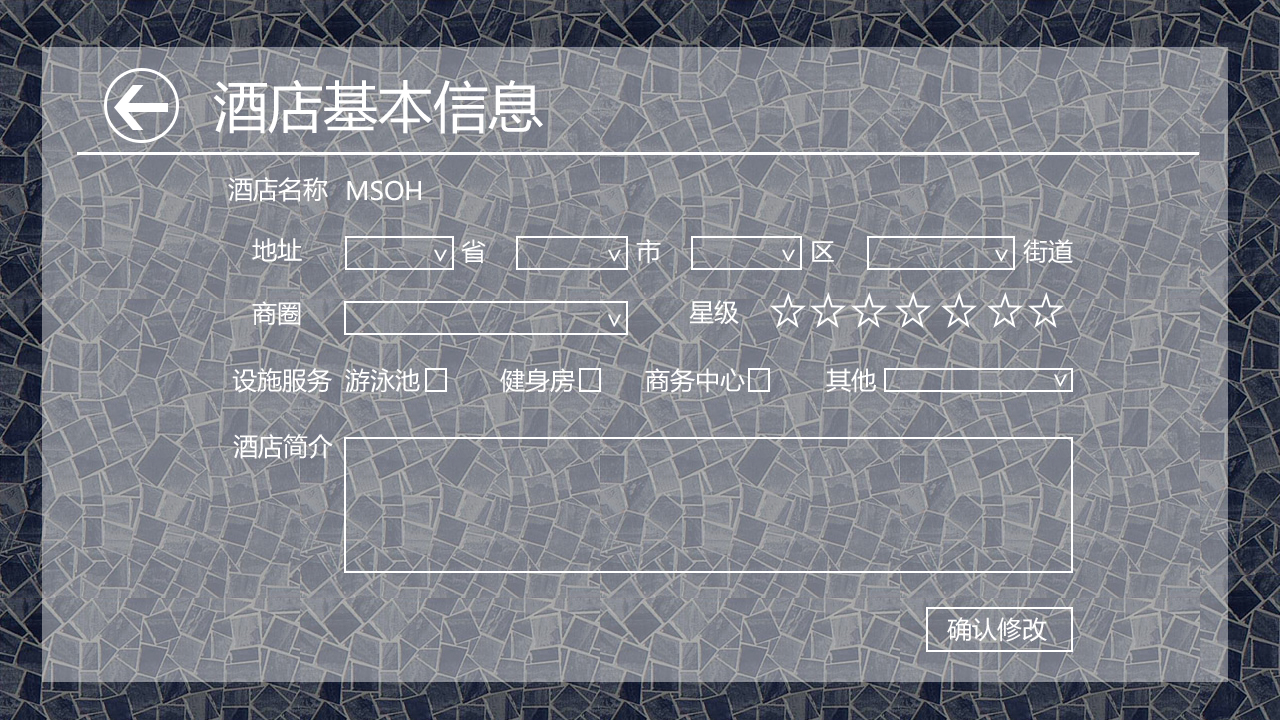 酒店基本信息
酒店名称 MSOH
地址 省 市 区 街道
商圈 星级
设施服务 游泳池 健身房 商务中心 其他
酒店简介
确认修改